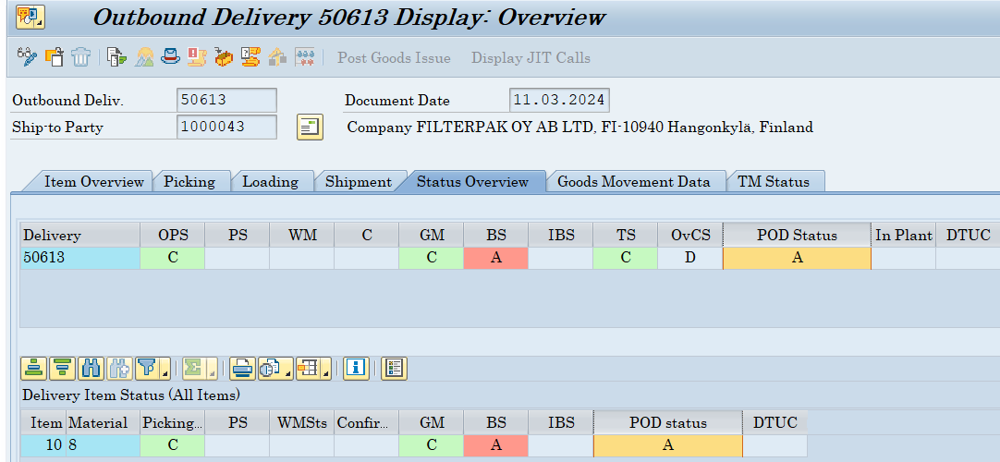 Outbound Delivery 50613 Display: Overview
Post Goods Issue Display JIT Calls
Outbound Deliv. 50613 Document Date 11.03.2024
Ship-to Party 1000043 Company FILTERPAK OY AB LTD, FI-10940 Hangonkylä, Finland
Item Overview Picking Loading Shipment Status Overview Goods Movement Data TM Status
Delivery OPS PS WM C GM BS IBS TS OvCS POD Status In Plant DTUC
50613 C C A C D A
Delivery Item Status (All Items)
Item Material Picking... PS WMSts Confir... GM BS IBS POD status DTUC
10 8 C C A A